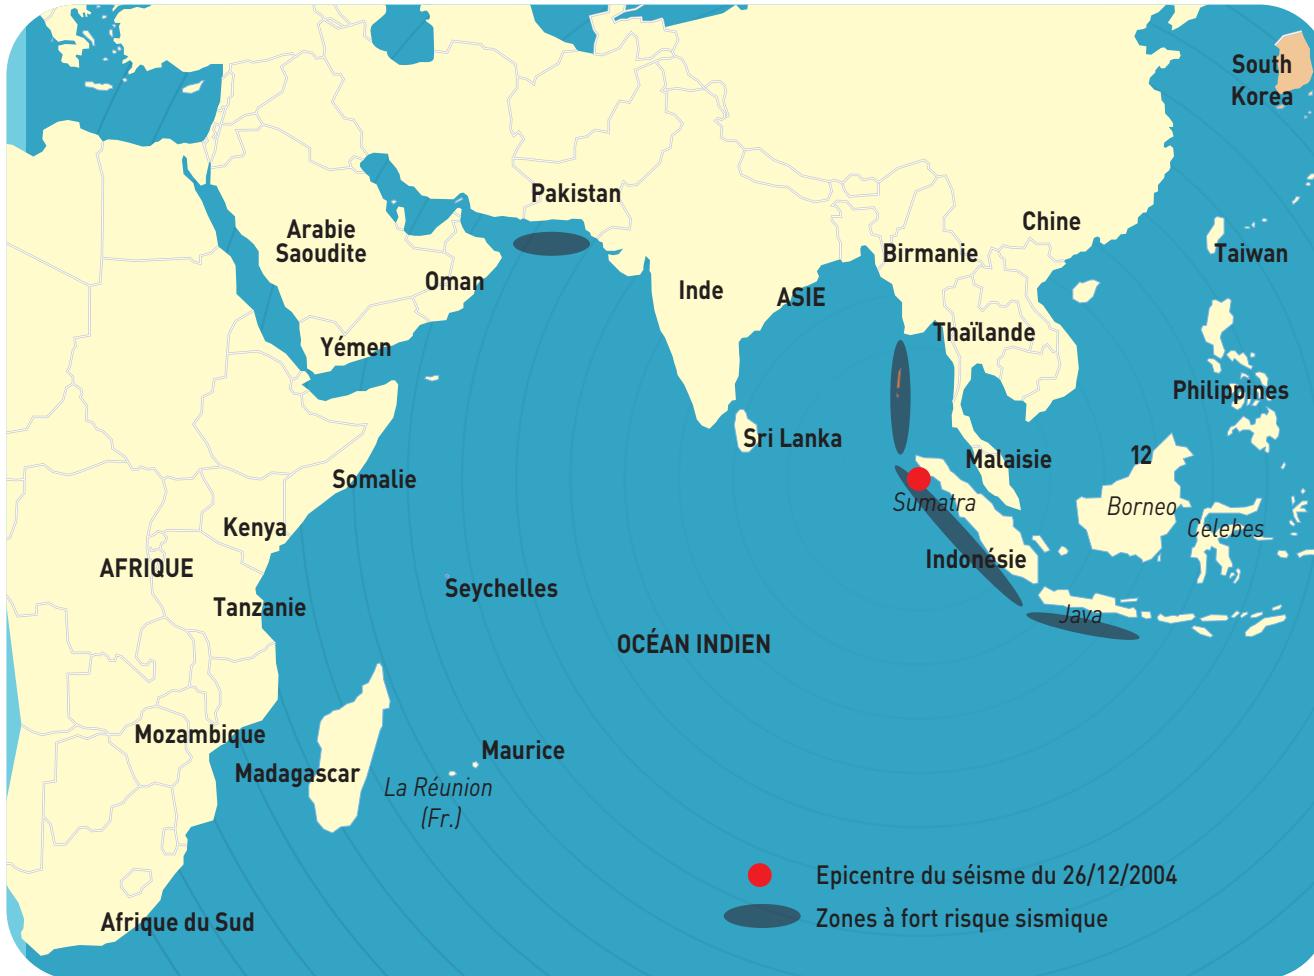 South
Korea
Pakistan
Arabie
Saoudite
Chine
Birmanie
Taiwan
Oman
Inde
ASIE
Thaïlande
Yémen
Philippines
Sri Lanka
Malaisie
12
Somalie
Sumatra
Borneo
Kenya
Celebes
Indonésie
AFRIQUE
Seychelles
Tanzanie
Java
OCÉAN INDIEN
Mozambique
Maurice
Madagascar
La Réunion
(Fr.)
Epicentre du séisme du 26/12/2004
Zones à fort risque sismique
Afrique du Sud